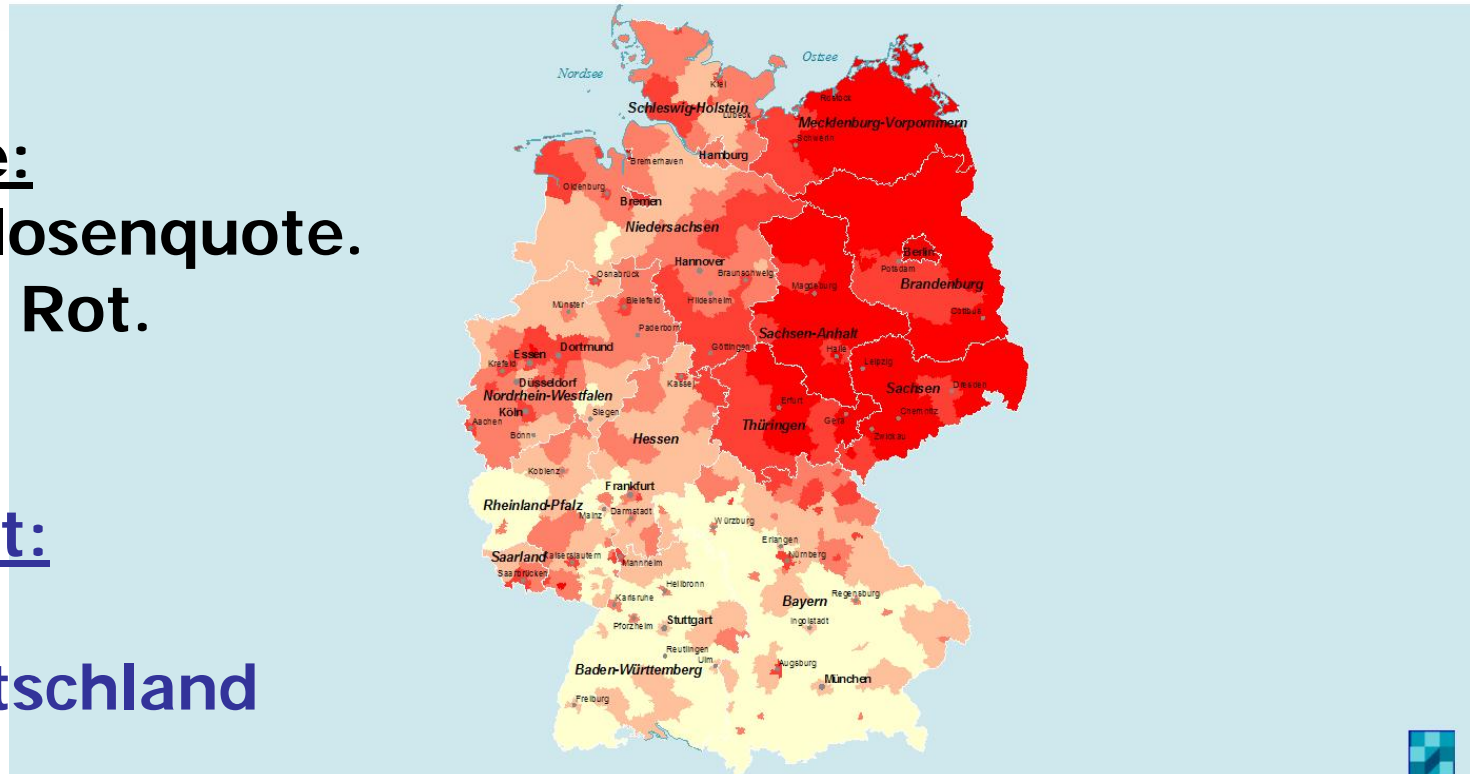 e:
losenquote.
Rot.
t:
tschland
Nordsee
Ostsee
Kiel
Schleswig-Holstein
Lübeck
Rostock
Mecklenburg-Vorpommern
Schwerin
Hamburg
Bremerhaven
Oldenburg
Bremen
Niedersachsen
Hannover
Braunschweig
Osnabrück
Hildesheim
Münster
Bielefeld
Paderborn
Göttingen
Magdeburg
Sachsen-Anhalt
Halle
Berlin
Potsdam
Brandenburg
Cottbus
Leipzig
Sachsen
Dresden
Chemnitz
Zwickau
Essen
Dortmund
Krefeld
Düsseldorf
Nordrhein-Westfalen
Köln
Siegen
Aachen
Bonn
Kassel
Hessen
Erfurt
Thüringen
Gera
Koblenz
Frankfurt
Rheinland-Pfalz
Mainz
Darmstadt
Würzburg
Erlangen
Nürnberg
Saarland
Kaiserslautern
Saarbrücken
Mannheim
Heilbronn
Karlsruhe
Pforzheim
Stuttgart
Bayern
Regensburg
Ingolstadt
Reutlingen
Ulm
Baden-Württemberg
Augsburg
München
Freiburg